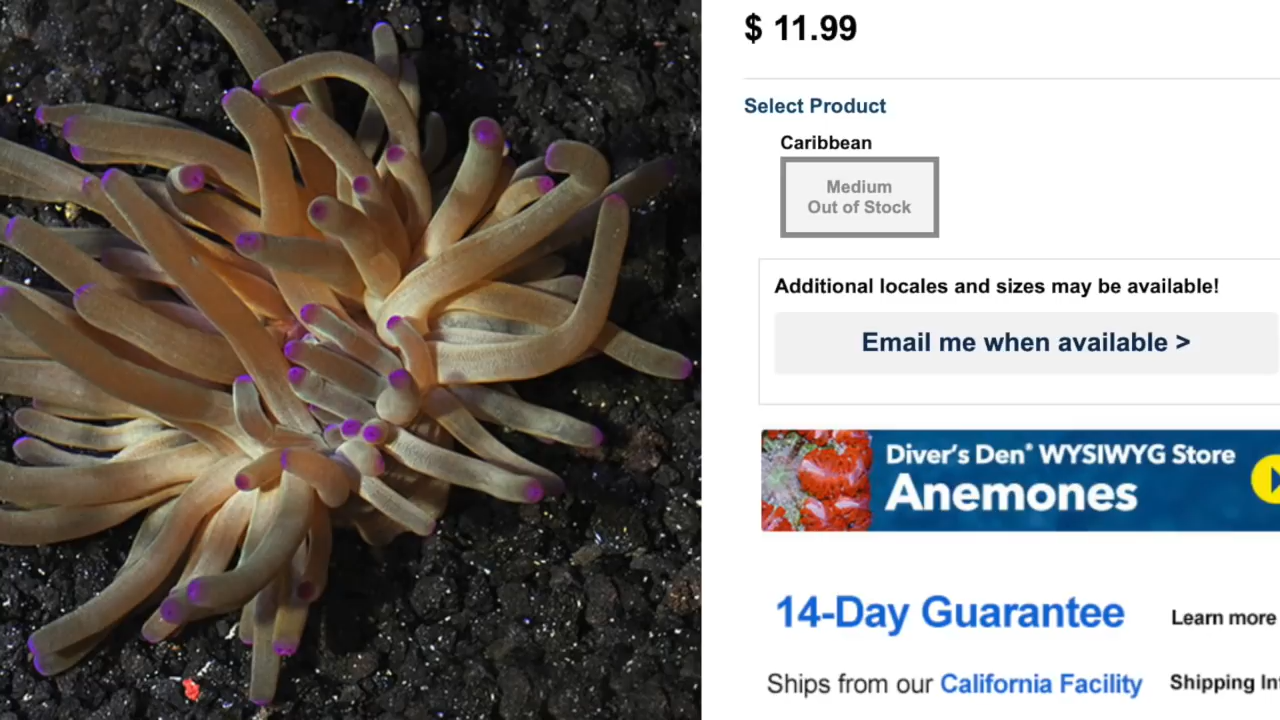 $ 11.99
Select Product
Caribbean
Medium
Out of Stock
Additional locales and sizes may be available!
Email me when available >
Diver's Den® WYSIWYG Store
Anemones
14-Day Guarantee
Learn more
Ships from our California Facility
Shipping